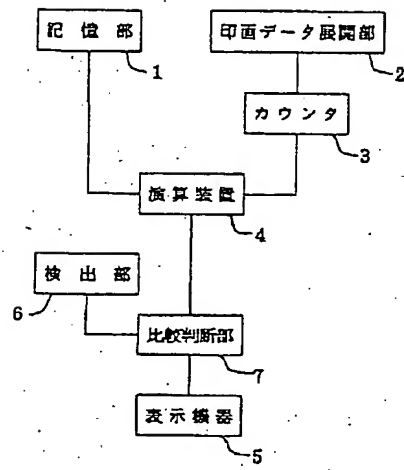 記憶部
1
印画データ展開部
2
カウンタ
3
演算装置
4
検出部
6
比較判断部
7
表示機器
5